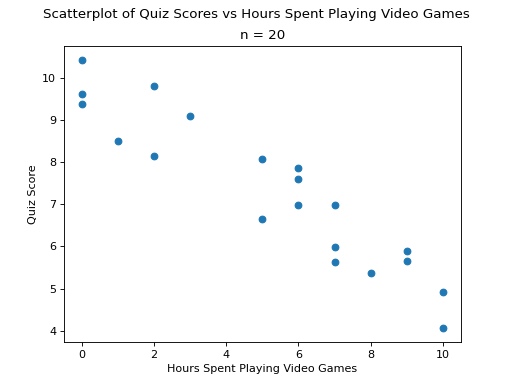 Scatterplot of Quiz Scores vs Hours Spent Playing Video Games
n = 20
10
9
8
7
6
5
4
Quiz Score
0 2 4 6 8 10
Hours Spent Playing Video Games